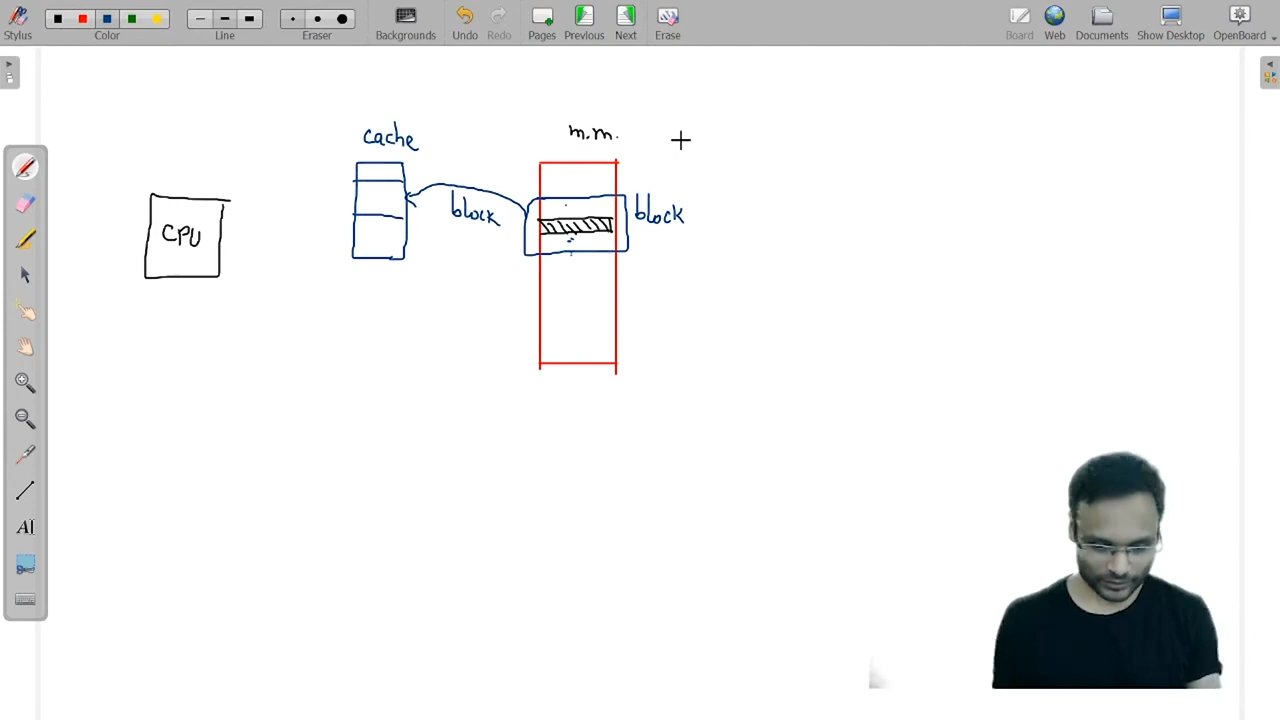 Stylus
Color
Line
Eraser
Backgrounds
Undo
Redo
Pages
Previous
Next
Erase
Board
Web
Documents
Show Desktop
OpenBoard
cache
m.m.
block
block
CPU
AI